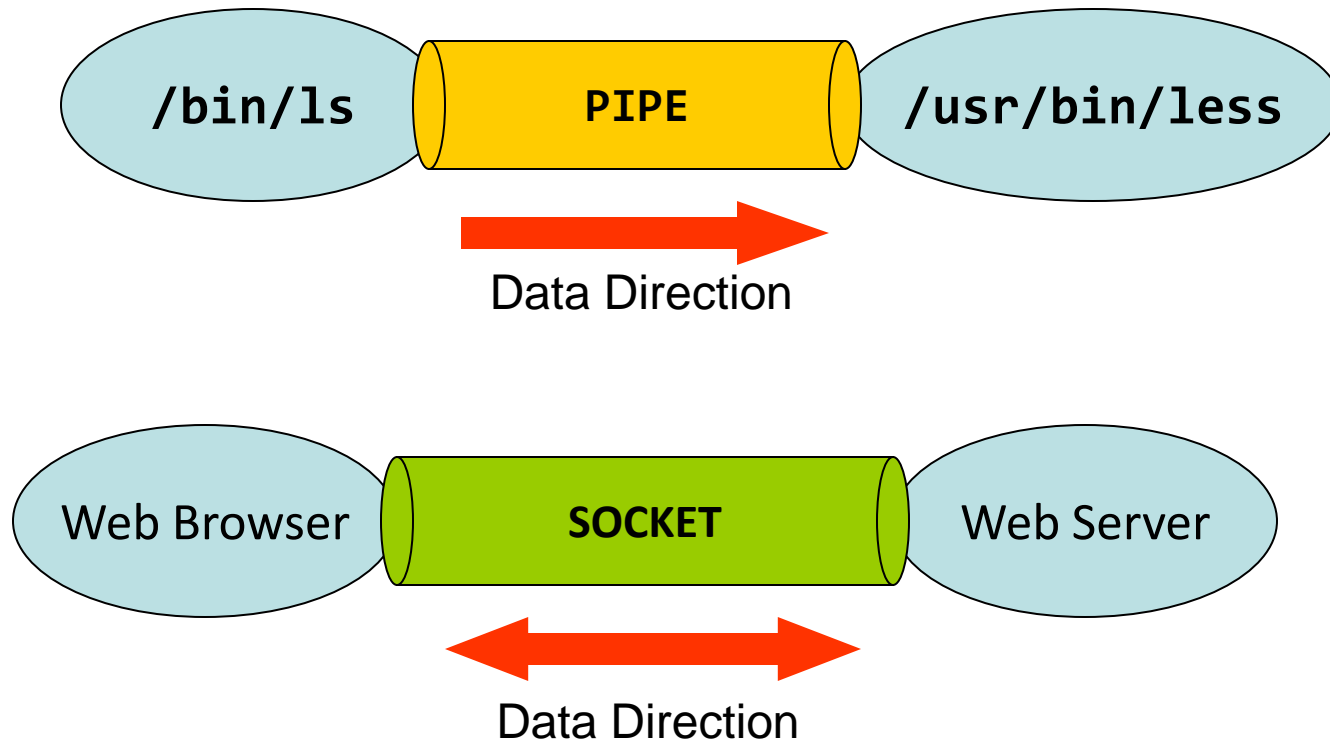 /bin/ls PIPE /usr/bin/less
Data Direction
Web Browser SOCKET Web Server
Data Direction